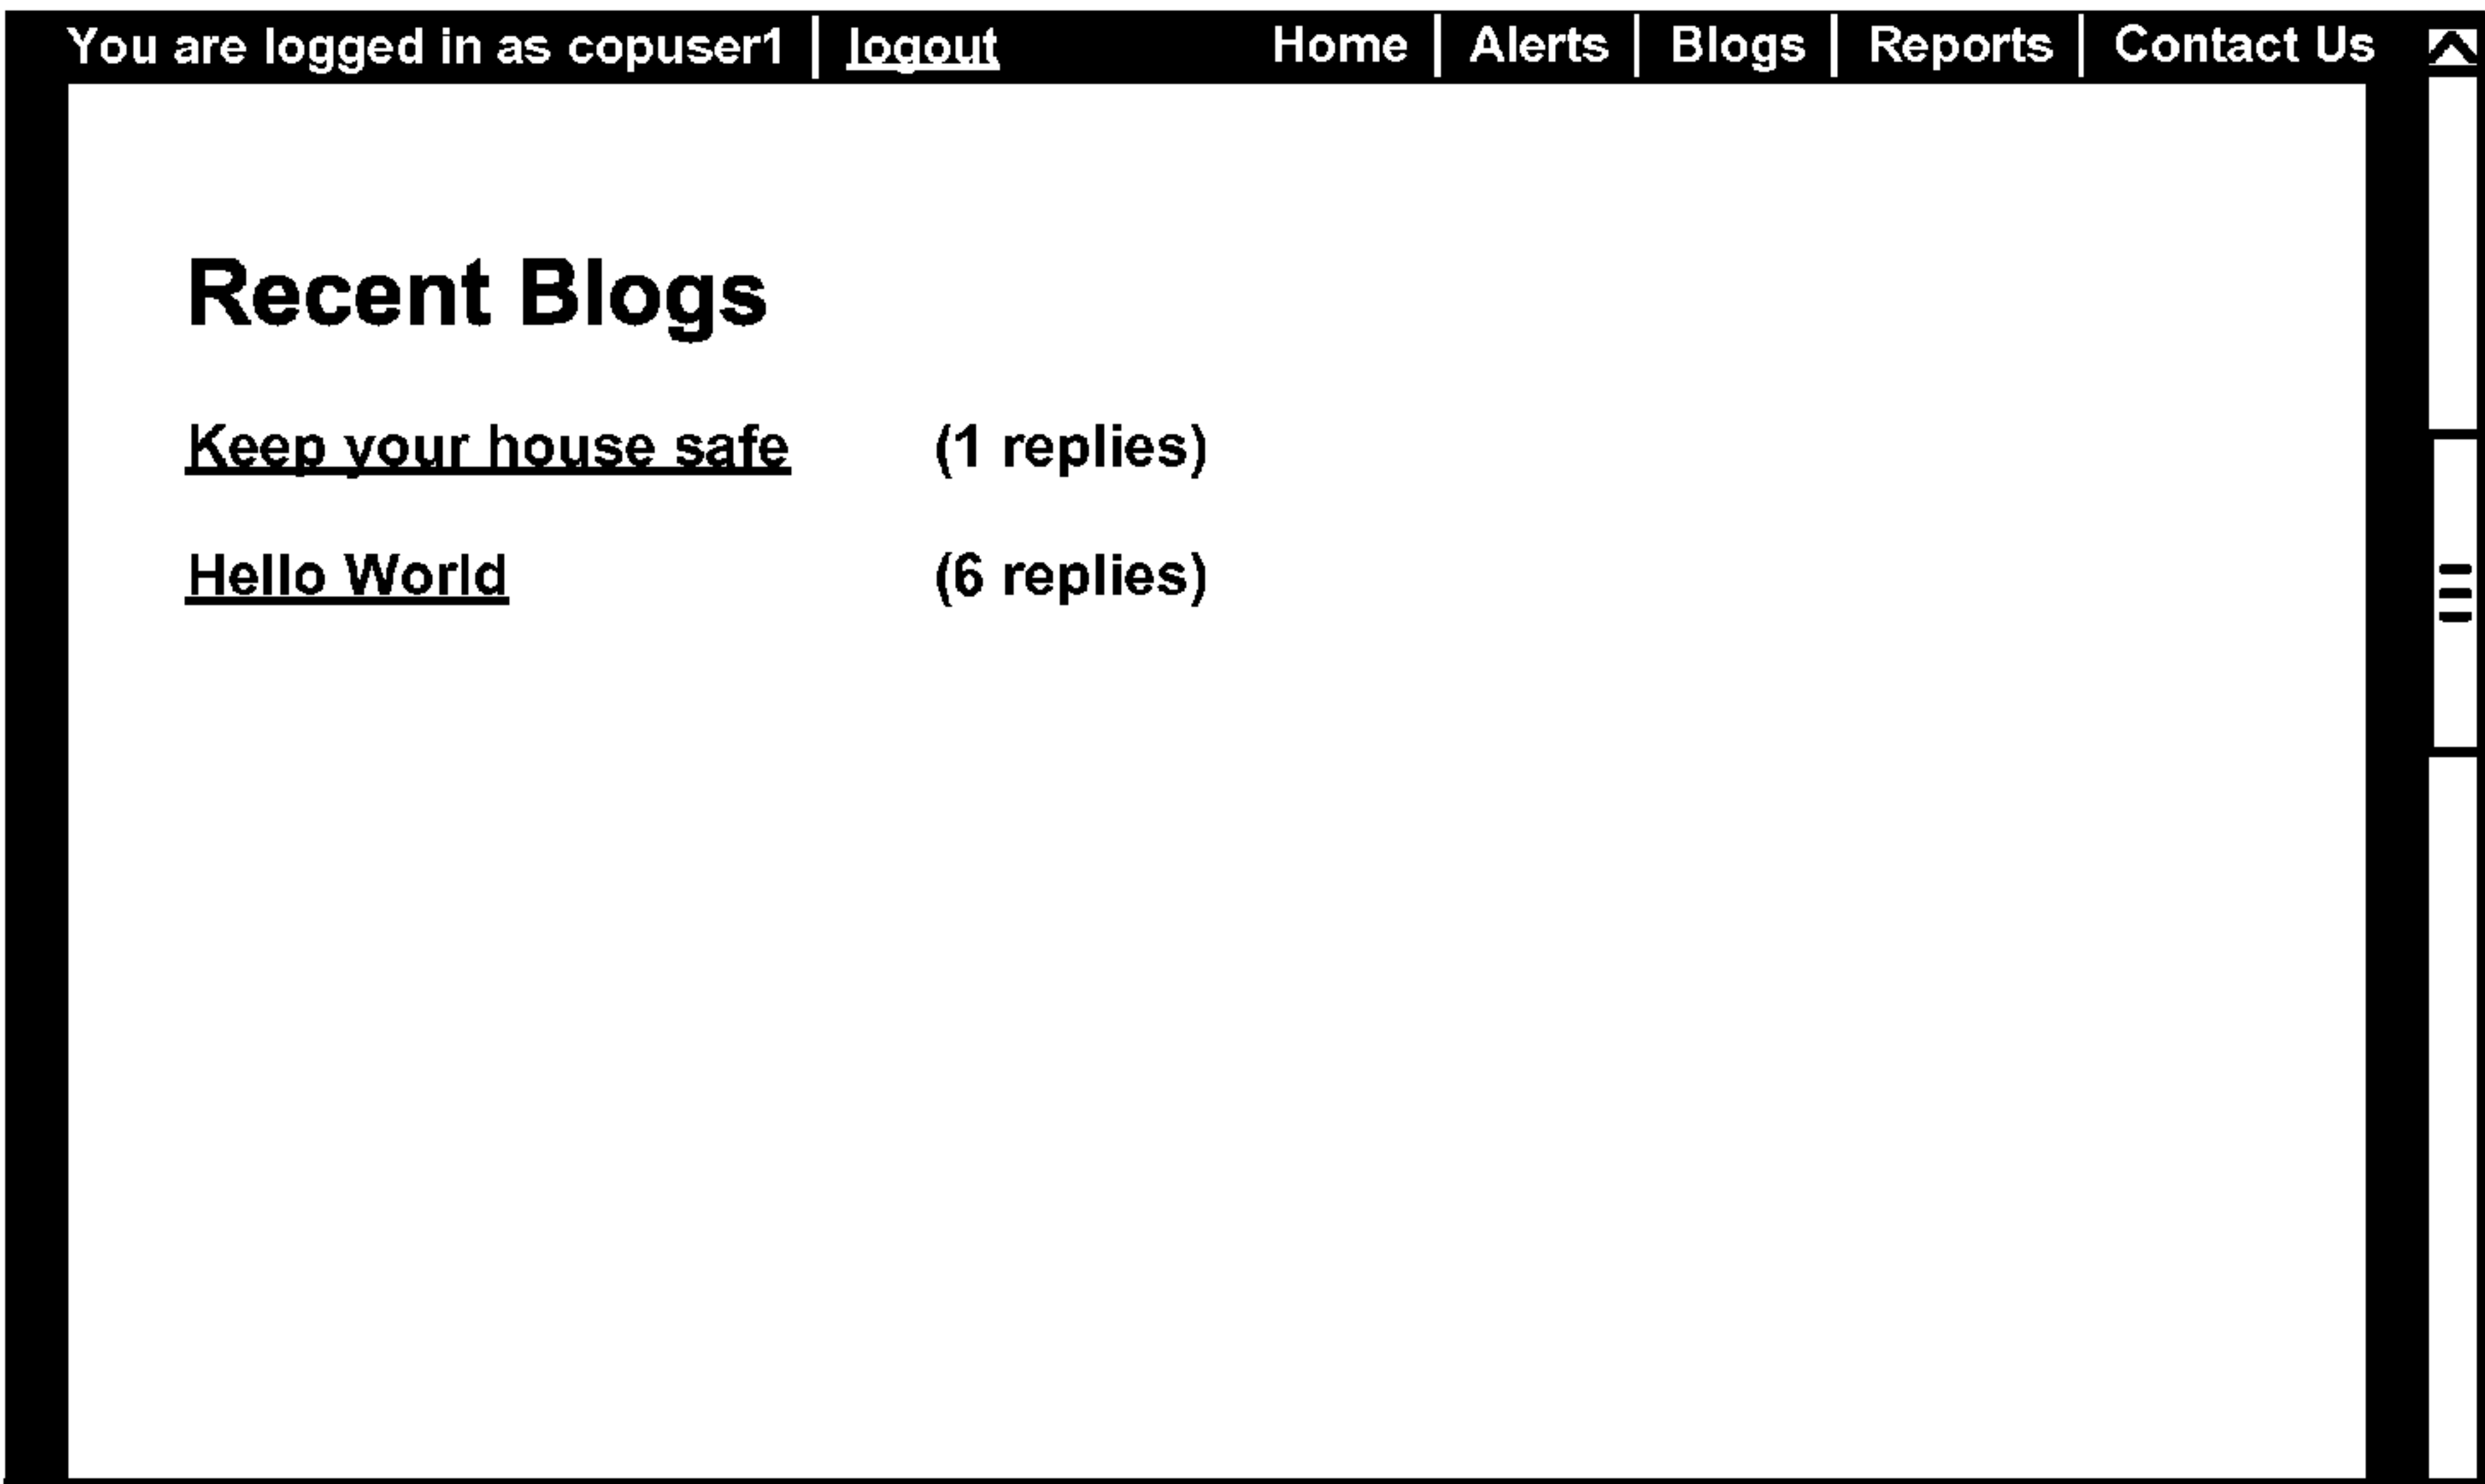 You are logged in as copuser1 | logout Home | Alerts | Blogs | Reports | Contact Us
Recent Blogs
Keep your house safe (1 replies)
Hello World (6 replies)